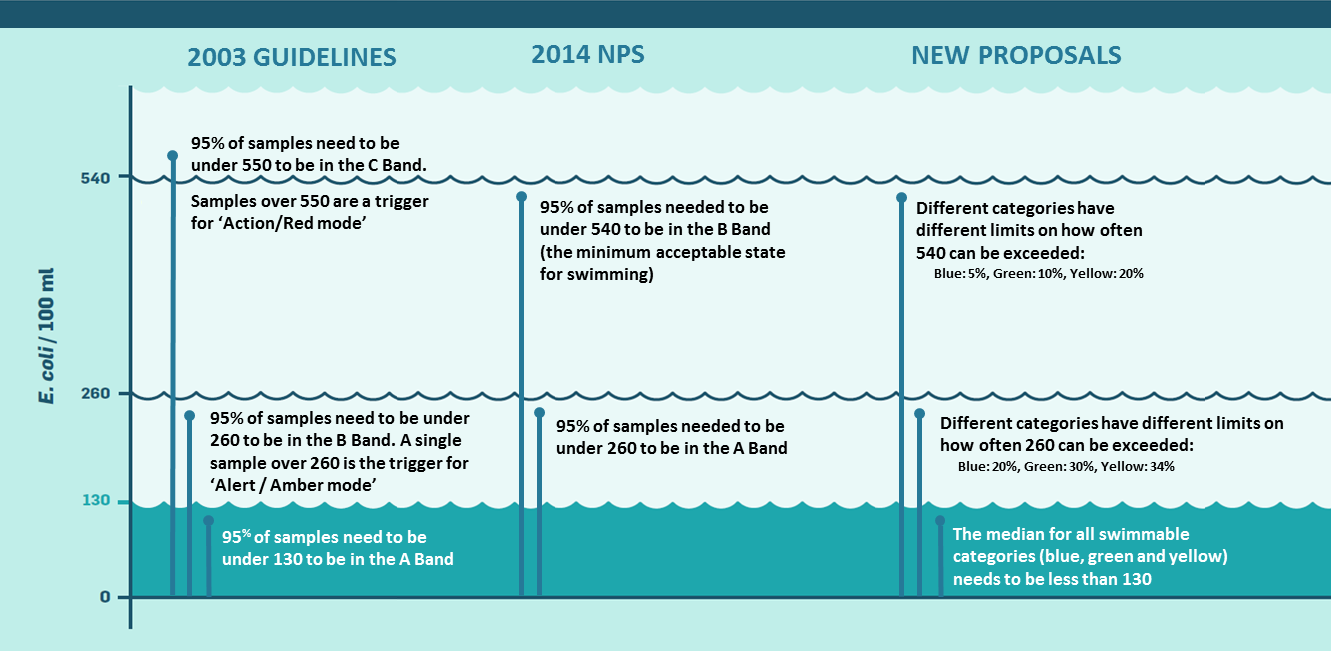 2003 GUIDELINES
2014 NPS
NEW PROPOSALS
E. coli / 100 ml
540
260
130
0
95% of samples need to be
under 550 to be in the C Band.
Samples over 550 are a trigger
for ‘Action/Red mode’
95% of samples need to be under
260 to be in the B Band. A single
sample over 260 is the trigger for
‘Alert / Amber mode’
95% of samples need to be
under 130 to be in the A Band
95% of samples needed to be
under 540 to be in the B Band
(the minimum acceptable state
for swimming)
95% of samples needed to be
under 260 to be in the A Band
Different categories have
different limits on how often
540 can be exceeded:
Blue: 5%, Green: 10%, Yellow: 20%
Different categories have different limits on
how often 260 can be exceeded:
Blue: 20%, Green: 30%, Yellow: 34%
The median for all swimmable
categories (blue, green and yellow)
needs to be less than 130